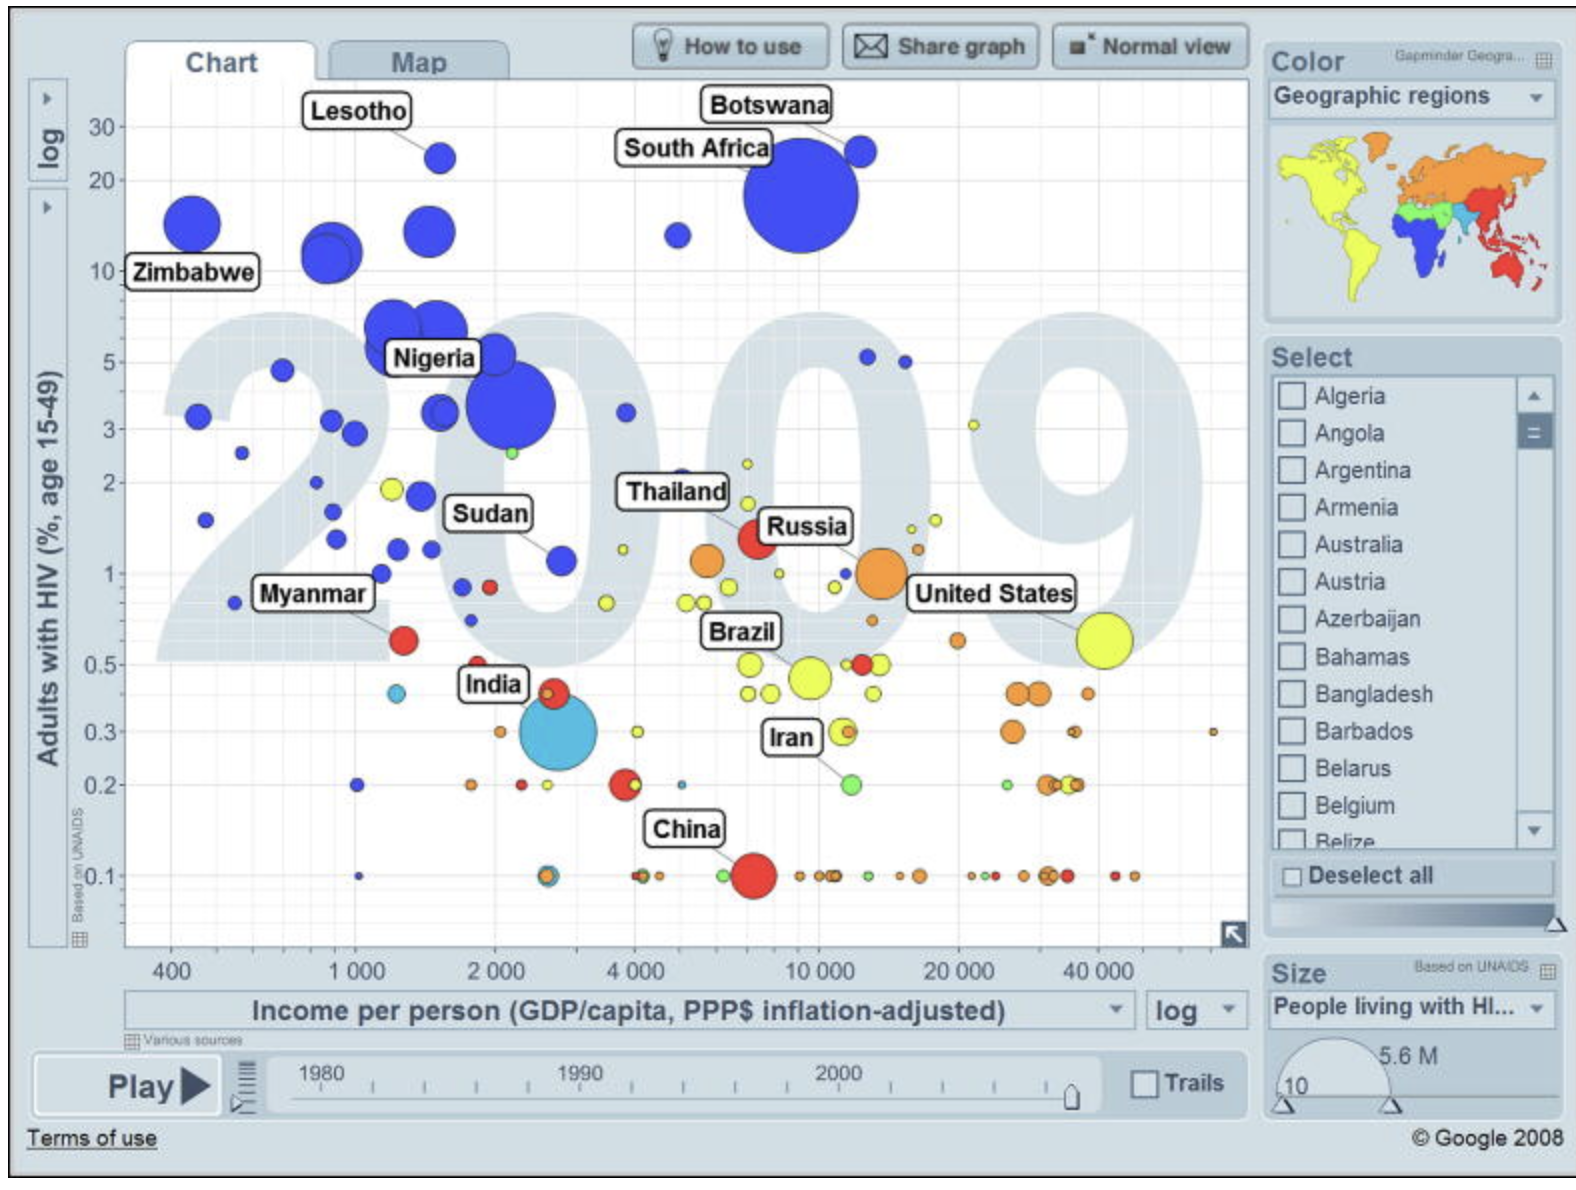 Chart
Map
How to use
Share graph
Normal view
log
Adults with HIV (%, age 15-49)
Based on UNAIDS
30
20
10
5
3
2
1
0.5
0.3
0.2
0.1
2009
Lesotho
Botswana
South Africa
Zimbabwe
Nigeria
Thailand
Sudan
Russia
Myanmar
United States
Brazil
India
Iran
China
400
1 000
2 000
4 000
10 000
20 000
40 000
Income per person (GDP/capita, PPP$ inflation-adjusted)
log
Various sources
Play
1980
1990
2000
Trails
Color
Gapminder Geogra...
Geographic regions
Select
Algeria
Angola
Argentina
Armenia
Australia
Austria
Azerbaijan
Bahamas
Bangladesh
Barbados
Belarus
Belgium
Belize
Deselect all
Size
Based on UNAIDS
People living with HI...
5.6 M
10
Terms of use
© Google 2008